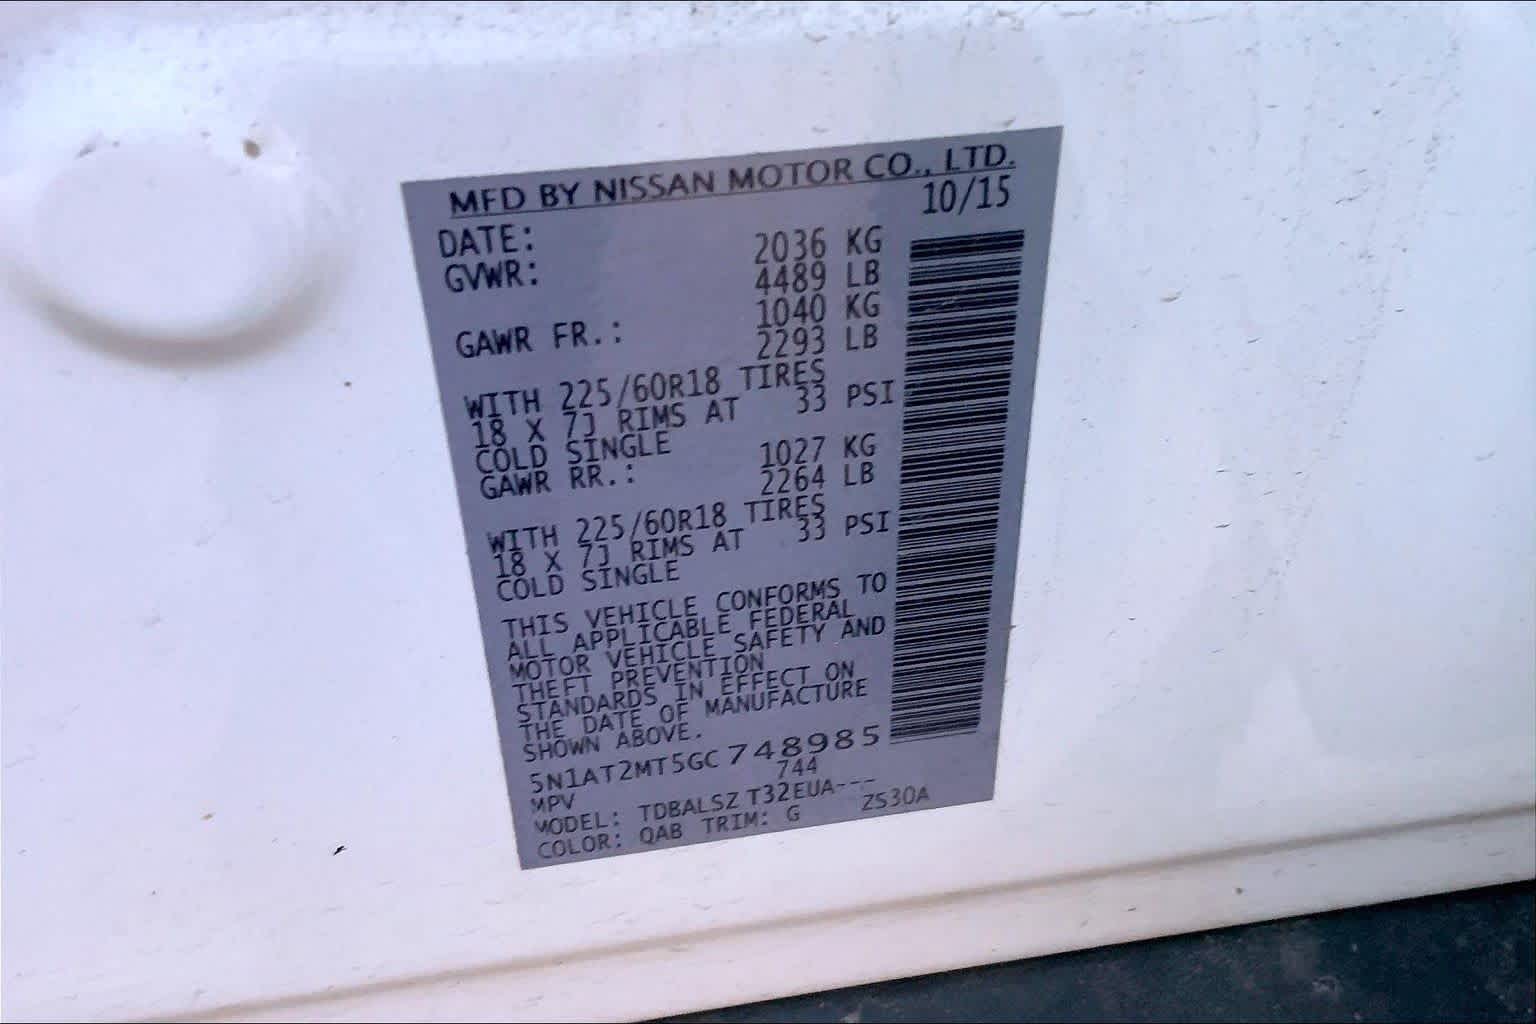 MFD BY NISSAN MOTOR CO., LTD.
DATE: 10/15
GVWR: 2036 KG
4489 LB
GAWR FR.: 1040 KG
2293 LB
WITH 225/60R18 TIRES
18 X 7J RIMS AT 33 PSI
COLD SINGLE
GAWR RR.: 1027 KG
2264 LB
WITH 225/60R18 TIRES
18 X 7J RIMS AT 33 PSI
COLD SINGLE
THIS VEHICLE CONFORMS TO
ALL APPLICABLE FEDERAL
MOTOR VEHICLE SAFETY AND
THEFT PREVENTION
STANDARDS IN EFFECT ON
THE DATE OF MANUFACTURE
SHOWN ABOVE.
5N1AT2MT5GC748985
MPV 744
MODEL: TDBALSZ T32EUA---
COLOR: QAB TRIM: G ZS30A